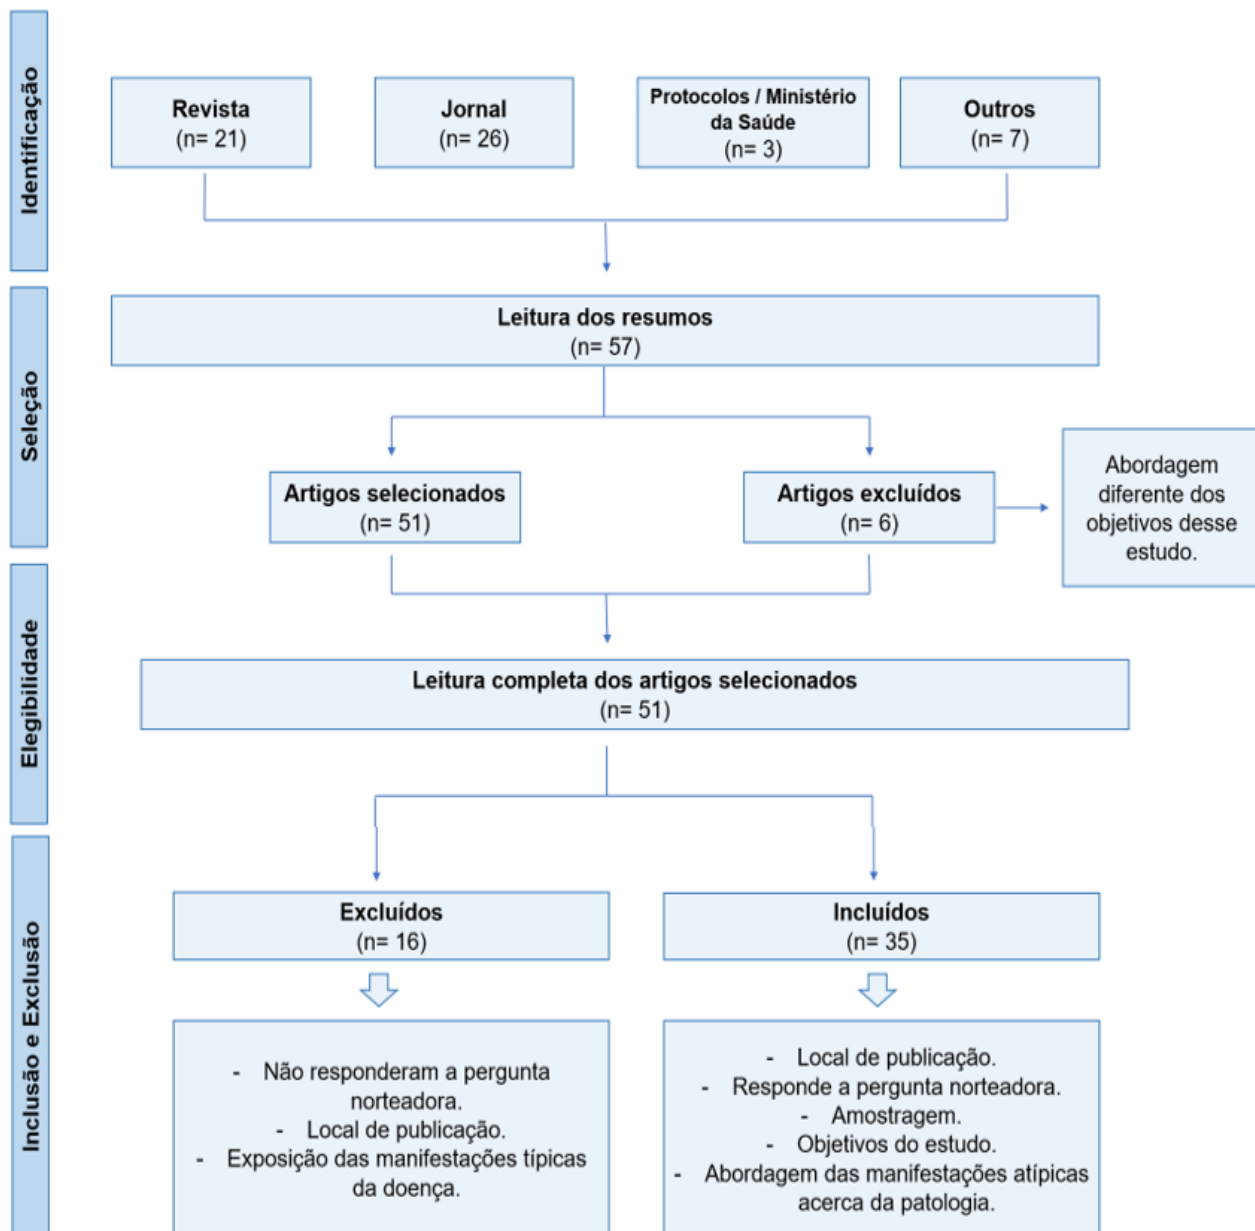 Identificação
Revista
(n= 21)
Jornal
(n= 26)
Protocolos / Ministério
da Saúde
(n= 3)
Outros
(n= 7)
Seleção
Leitura dos resumos
(n= 57)
Artigos selecionados
(n= 51)
Artigos excluídos
(n= 6)
Abordagem
diferente dos
objetivos desse
estudo.
Elegibilidade
Leitura completa dos artigos selecionados
(n= 51)
Inclusão e Exclusão
Excluídos
(n= 16)
Incluídos
(n= 35)
- Não responderam a pergunta
norteadora.
- Local de publicação.
- Exposição das manifestações típicas
da doença.
- Local de publicação.
- Responde a pergunta norteadora.
- Amostragem.
- Objetivos do estudo.
- Abordagem das manifestações atípicas
acerca da patologia.